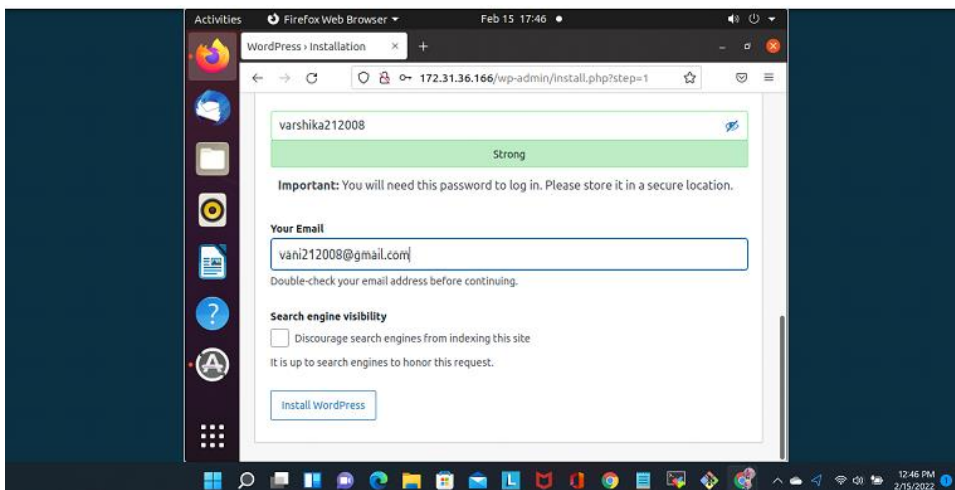 Activities Firefox Web Browser Feb 15 17:46
WordPress › Installation × +
172.31.36.166/wp-admin/install.php?step=1
varshika212008
Strong
Important: You will need this password to log in. Please store it in a secure location.
Your Email
vani212008@gmail.com
Double-check your email address before continuing.
Search engine visibility
Discourage search engines from indexing this site
It is up to search engines to honor this request.
Install WordPress
12:46 PM
2/15/2022